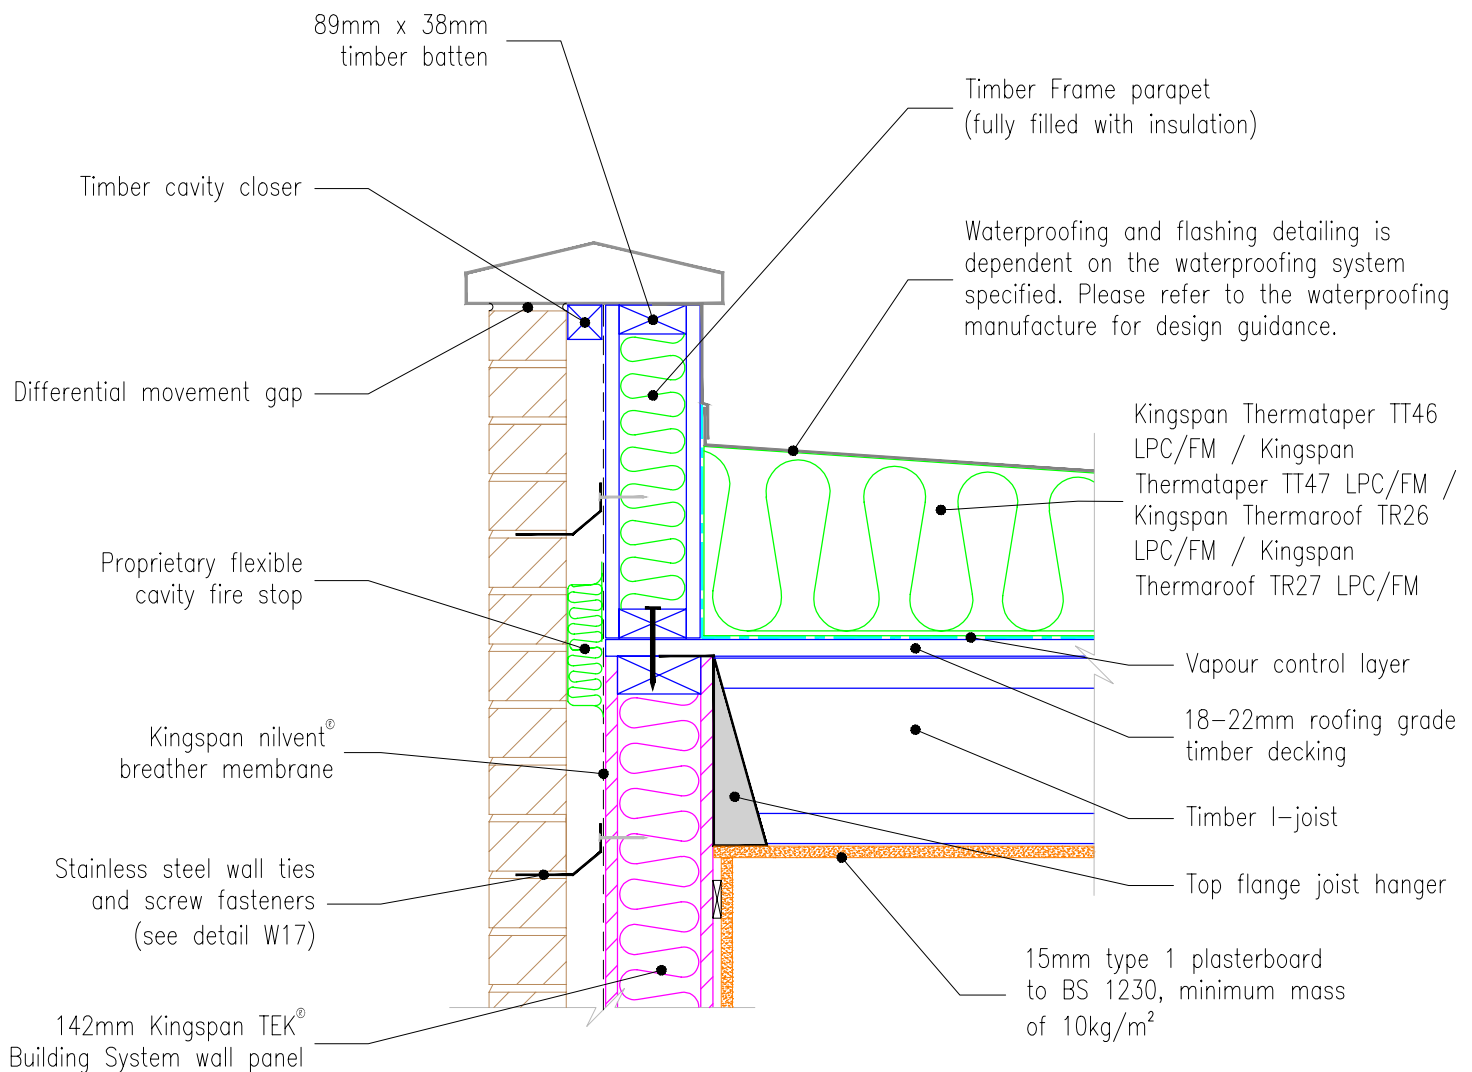 89mm x 38mm
timber batten
Timber Frame parapet
(fully filled with insulation)
Timber cavity closer
Waterproofing and flashing detailing is
dependent on the waterproofing system
specified. Please refer to the waterproofing
manufacture for design guidance.
Differential movement gap
Kingspan Thermataper TT46
LPC/FM / Kingspan
Thermataper TT47 LPC/FM /
Kingspan Thermaroof TR26
LPC/FM / Kingspan
Thermaroof TR27 LPC/FM
Proprietary flexible
cavity fire stop
Vapour control layer
Kingspan nilvent®
breather membrane
18-22mm roofing grade
timber decking
Timber I-joist
Stainless steel wall ties
and screw fasteners
(see detail W17)
Top flange joist hanger
15mm type 1 plasterboard
to BS 1230, minimum mass
of 10kg/m²
142mm Kingspan TEK®
Building System wall panel